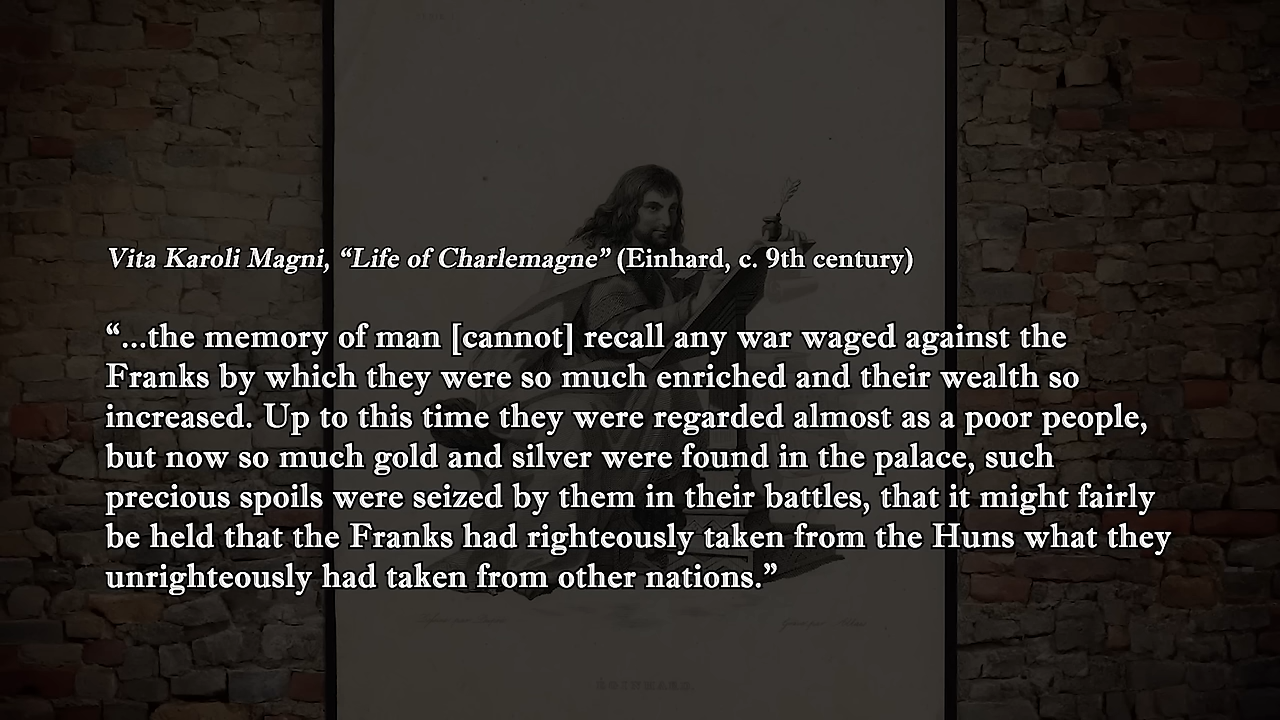 Vita Karoli Magni, “Life of Charlemagne” (Einhard, c. 9th century)
“...the memory of man [cannot] recall any war waged against the
Franks by which they were so much enriched and their wealth so
increased. Up to this time they were regarded almost as a poor people,
but now so much gold and silver were found in the palace, such
precious spoils were seized by them in their battles, that it might fairly
be held that the Franks had righteously taken from the Huns what they
unrighteously had taken from other nations.”